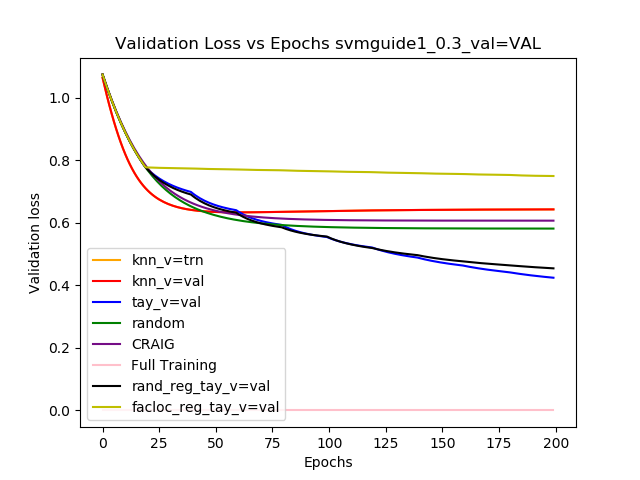 Validation Loss vs Epochs svmguide1_0.3_val=VAL
Validation loss
1.0
0.8
0.6
0.4
0.2
0.0
knn_v=trn
knn_v=val
tay_v=val
random
CRAIG
Full Training
rand_reg_tay_v=val
facloc_reg_tay_v=val
0 25 50 75 100 125 150 175 200
Epochs